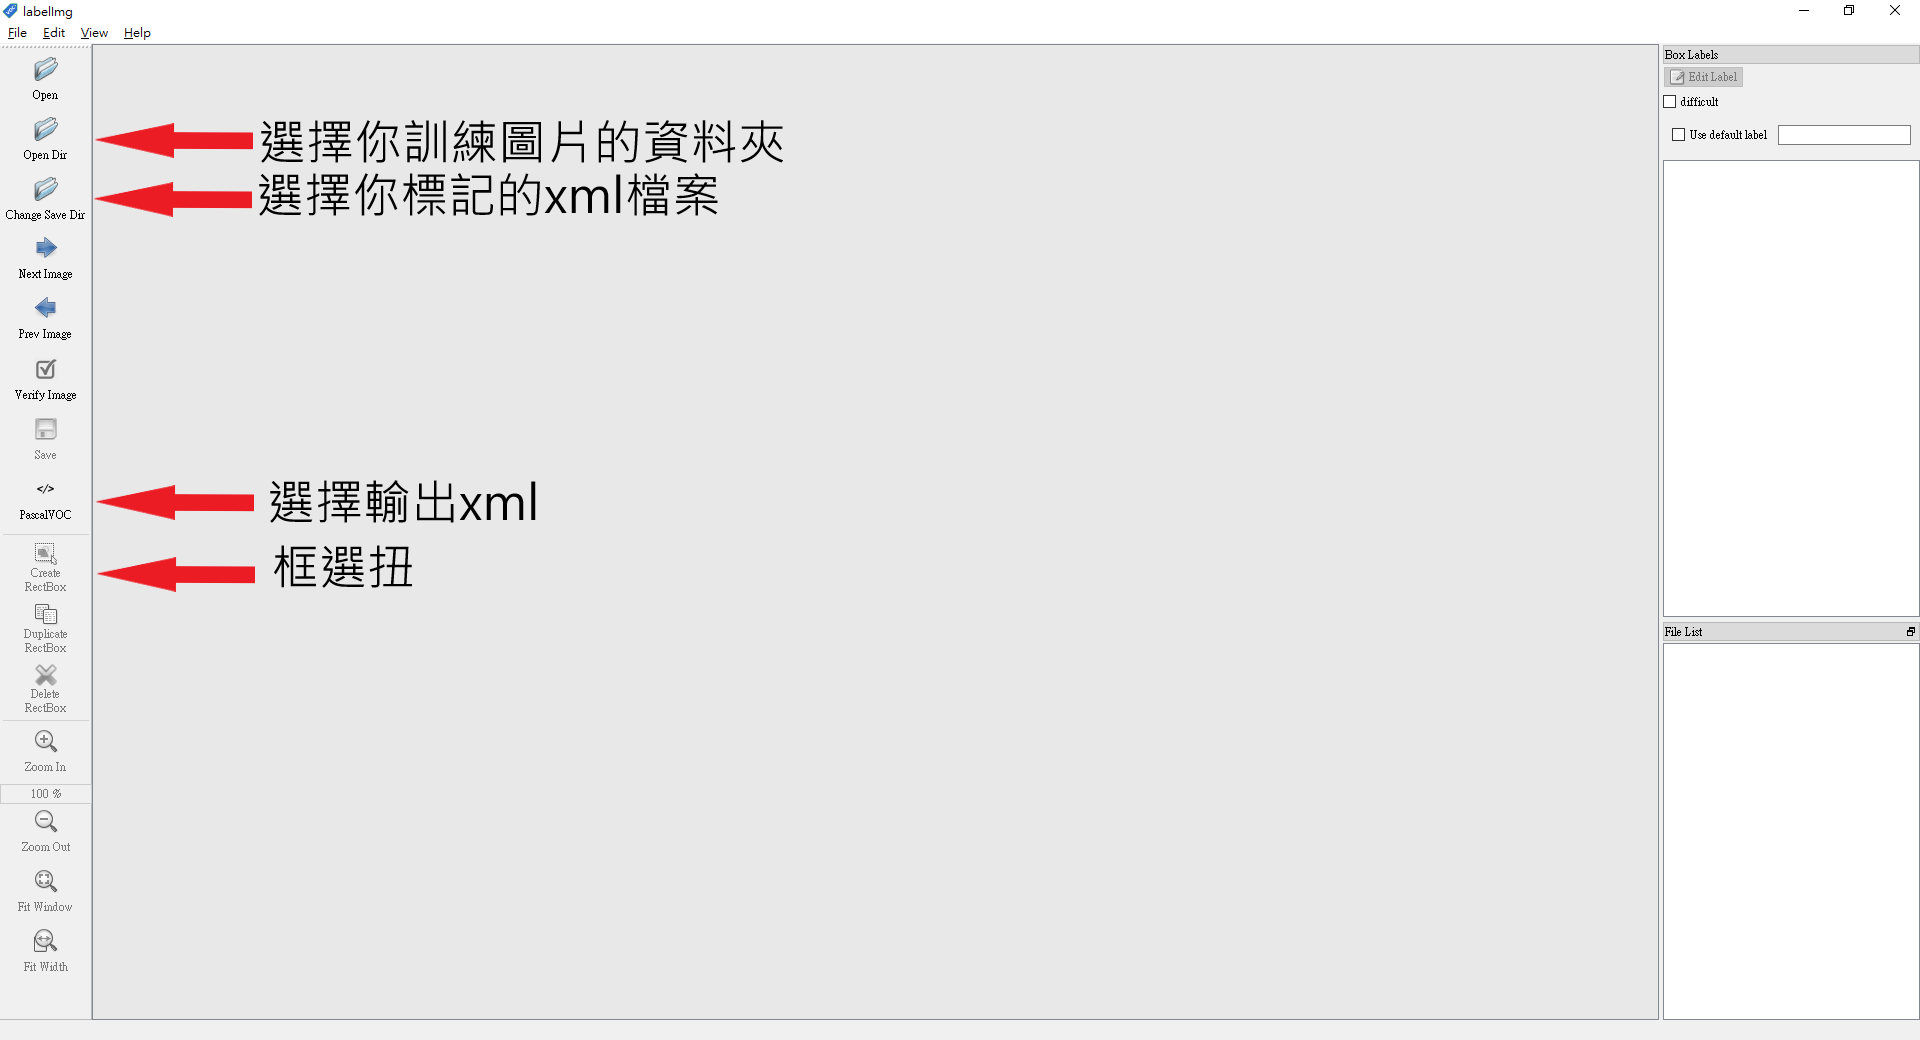 labelImg
File Edit View Help
Open
Open Dir
Change Save Dir
Next Image
Prev Image
Verify Image
Save
</>
PascalVOC
Create
RectBox
Duplicate
RectBox
Delete
RectBox
Zoom In
100 %
Zoom Out
Fit Window
Fit Width
選擇你訓練圖片的資料夾
選擇你標記的xml檔案
選擇輸出xml
框選扭
Box Labels
Edit Label
difficult
Use default label
File List